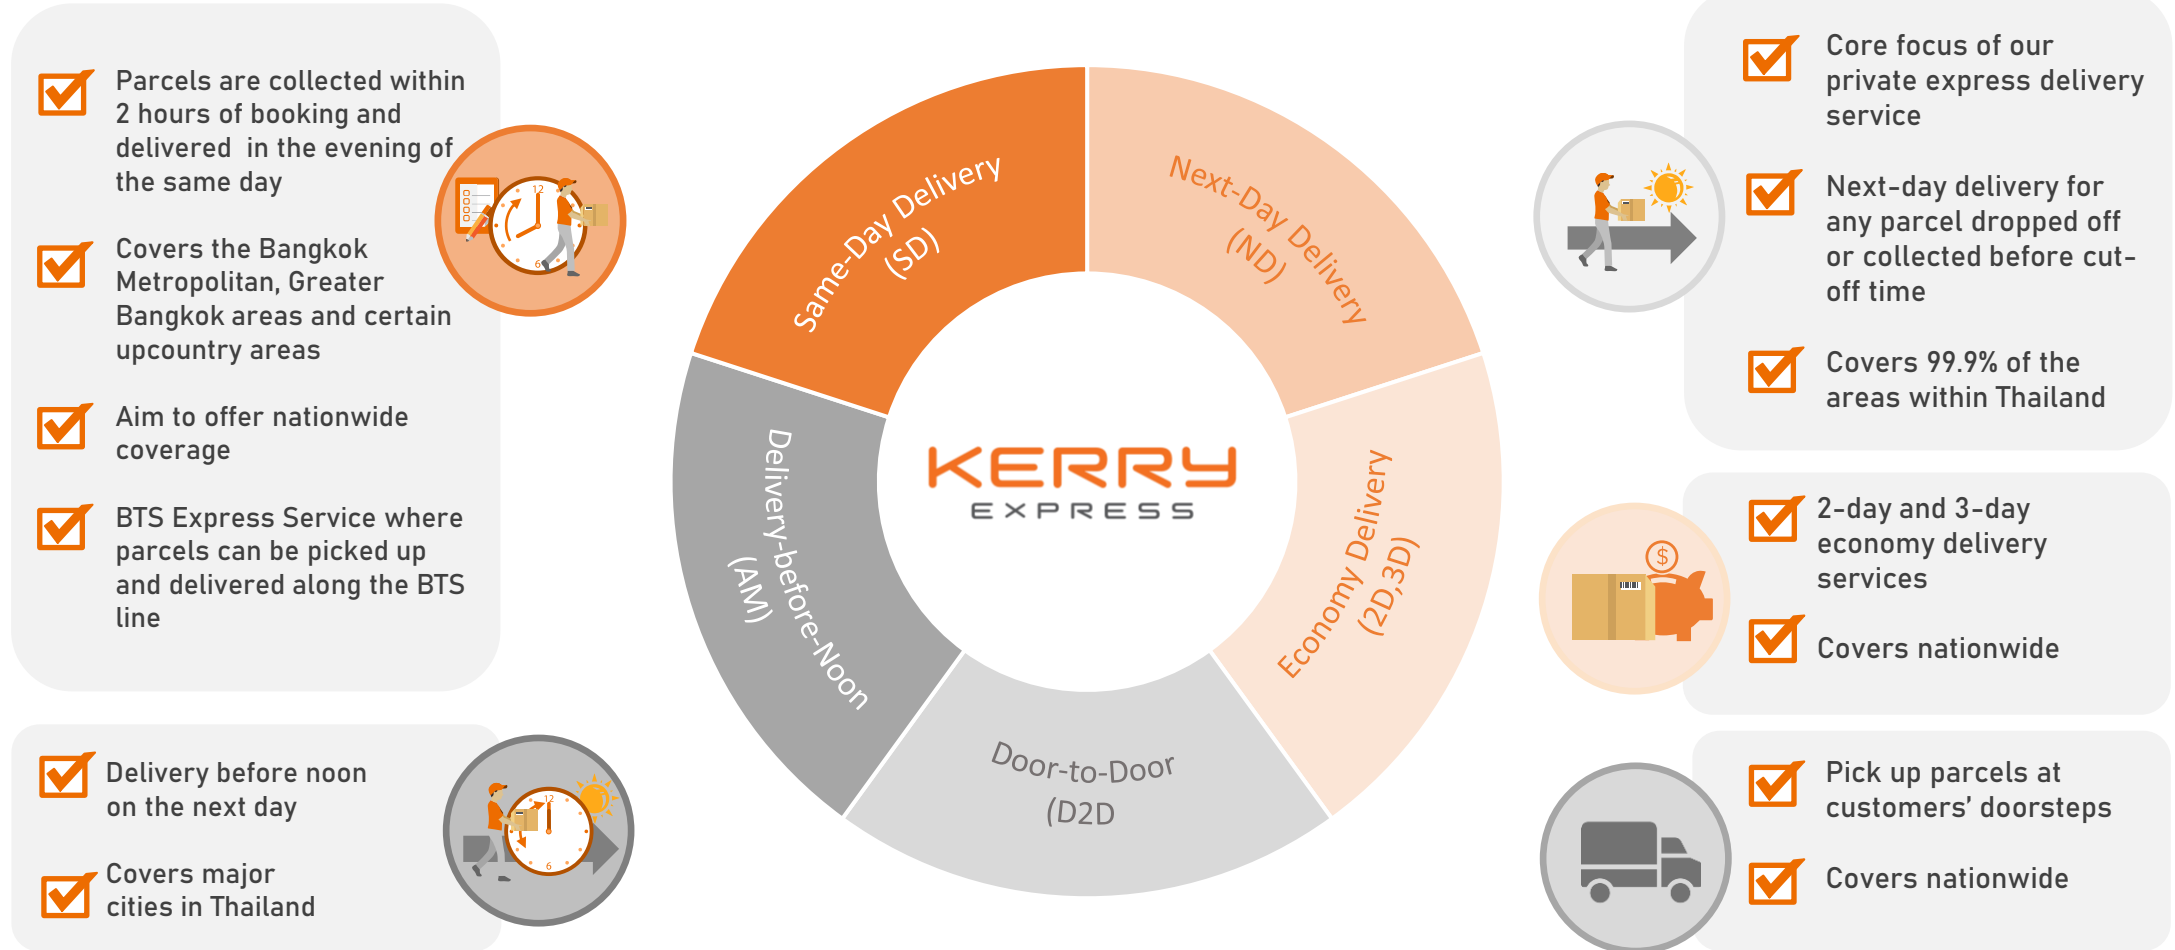 Parcels are collected within
2 hours of booking and
delivered in the evening of
the same day
Covers the Bangkok
Metropolitan, Greater
Bangkok areas and certain
upcountry areas
Aim to offer nationwide
coverage
BTS Express Service where
parcels can be picked up
and delivered along the BTS
line
12
6
Delivery before noon
on the next day
Covers major
cities in Thailand
12
6
Same-Day Delivery
(SD)
Next-Day Delivery
(ND)
Delivery-before-Noon
(AM)
Economy Delivery
(2D,3D)
Door-to-Door
(D2D
KERRY
EXPRESS
Core focus of our
private express delivery
service
Next-day delivery for
any parcel dropped off
or collected before cut-
off time
Covers 99.9% of the
areas within Thailand
$
2-day and 3-day
economy delivery
services
Covers nationwide
Pick up parcels at
customers’ doorsteps
Covers nationwide